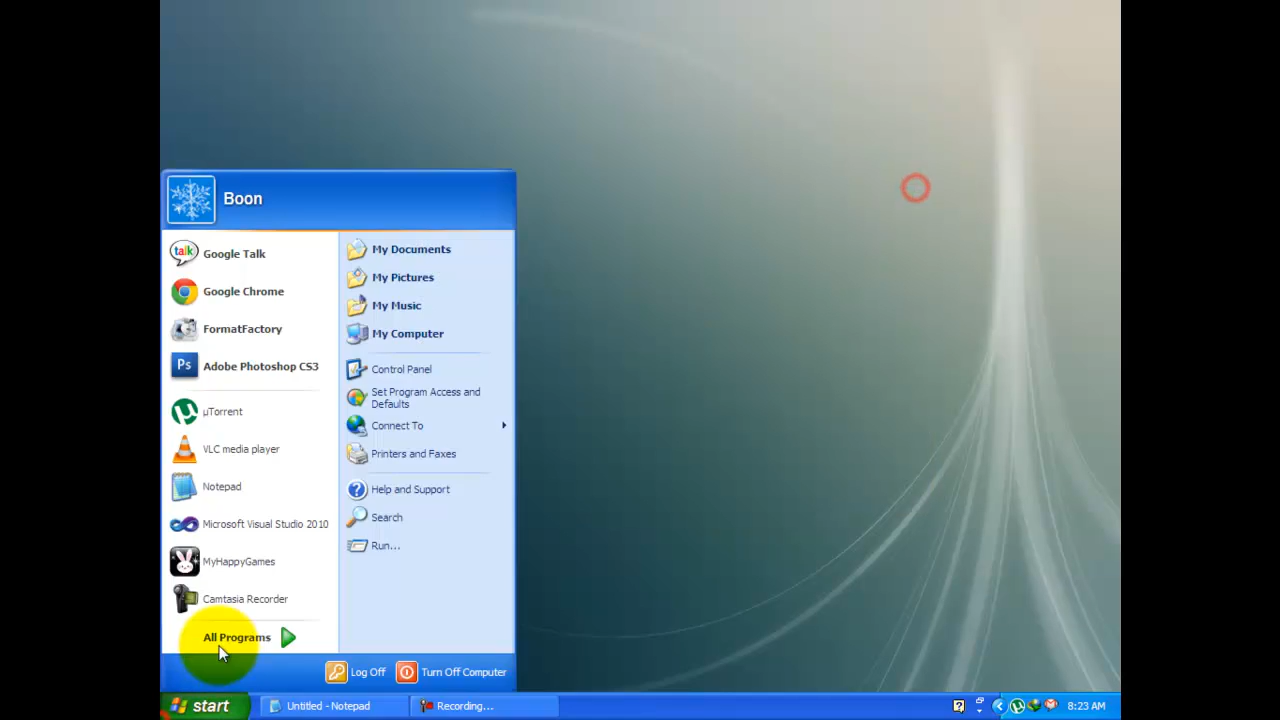 Boon
talk
Google Talk
Google Chrome
FormatFactory
Ps
Adobe Photoshop CS3
µTorrent
VLC media player
Notepad
Microsoft Visual Studio 2010
MyHappyGames
Camtasia Recorder
All Programs
My Documents
My Pictures
My Music
My Computer
Control Panel
Set Program Access and
Defaults
Connect To
Printers and Faxes
Help and Support
Search
Run...
Log Off
Turn Off Computer
start
Untitled - Notepad
Recording...
8:23 AM